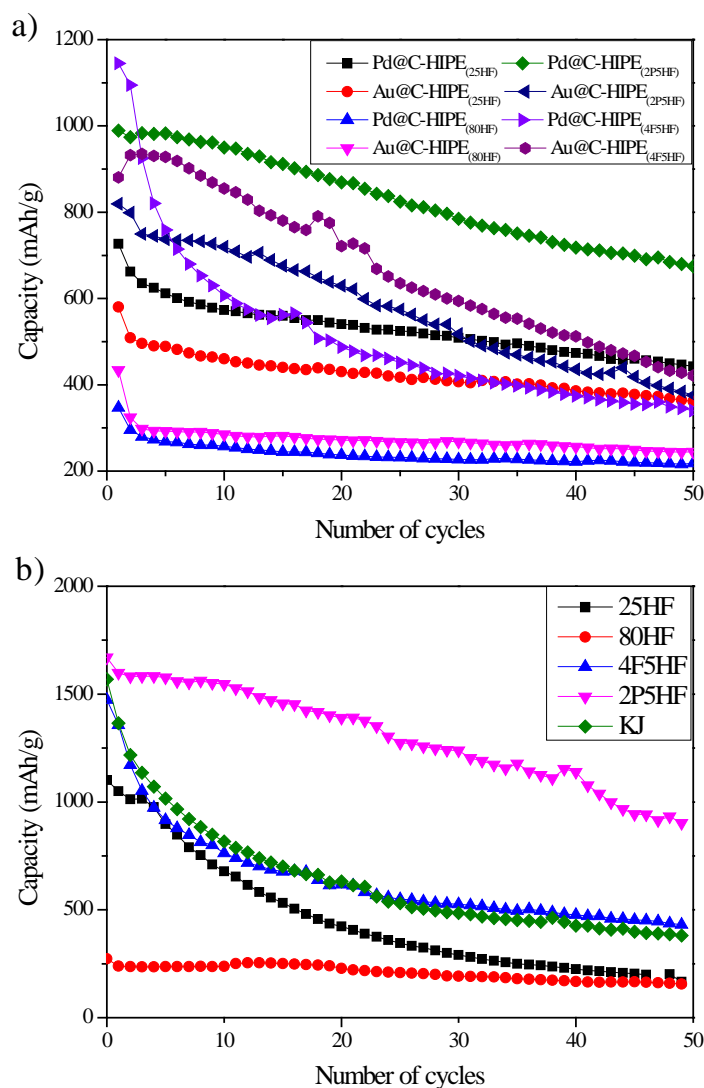 a)
1200
1000
800
600
400
200
Capacity (mAh/g)
Pd@C-HIPE(25HF) Pd@C-HIPE(2P5HF)
Au@C-HIPE(25HF) Au@C-HIPE(2P5HF)
Pd@C-HIPE(80HF) Pd@C-HIPE(4F5HF)
Au@C-HIPE(80HF) Au@C-HIPE(4F5HF)
0 10 20 30 40 50
Number of cycles
b)
2000
1500
1000
500
0
Capacity (mAh/g)
25HF
80HF
4F5HF
2P5HF
KJ
0 10 20 30 40 50
Number of cycles